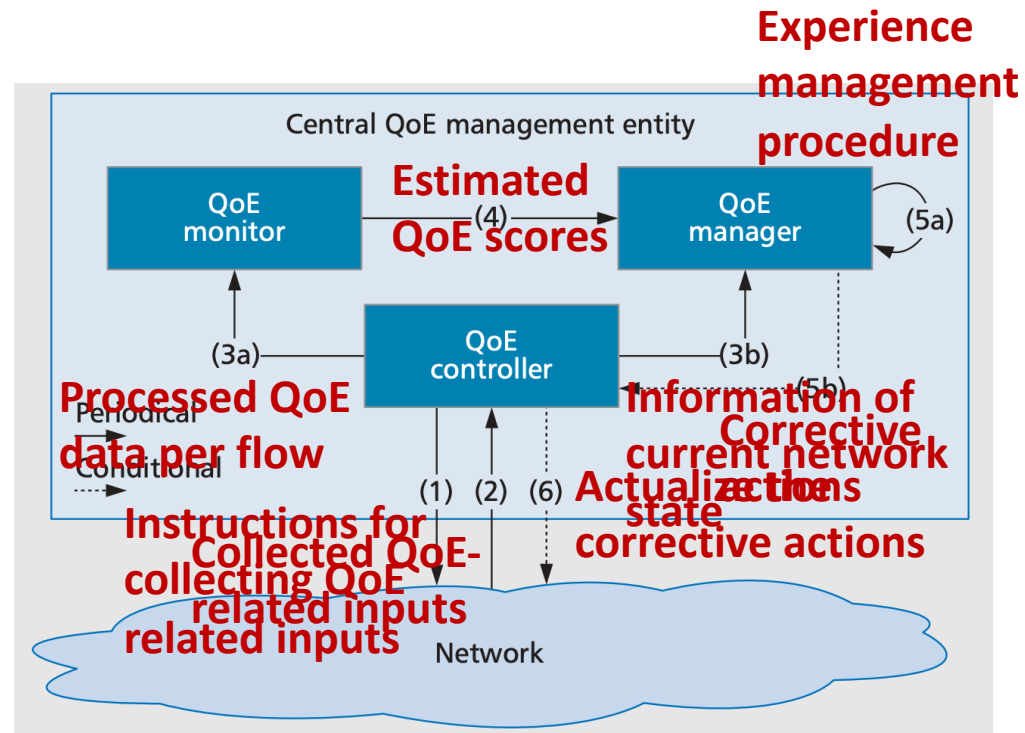 Experience
management
procedure
Central QoE management entity
QoE
monitor
Estimated
(4)
QoE scores
QoE
manager
(5a)
(3a)
QoE
controller
(3b)
(5b)
Processed QoE
data per flow
Periodical
Conditional
Information of
current network
state
Corrective
actions
(1)
(2)
(6)
Actualize the
corrective actions
Instructions for
collecting QoE
related inputs
Collected QoE-
related inputs
Network